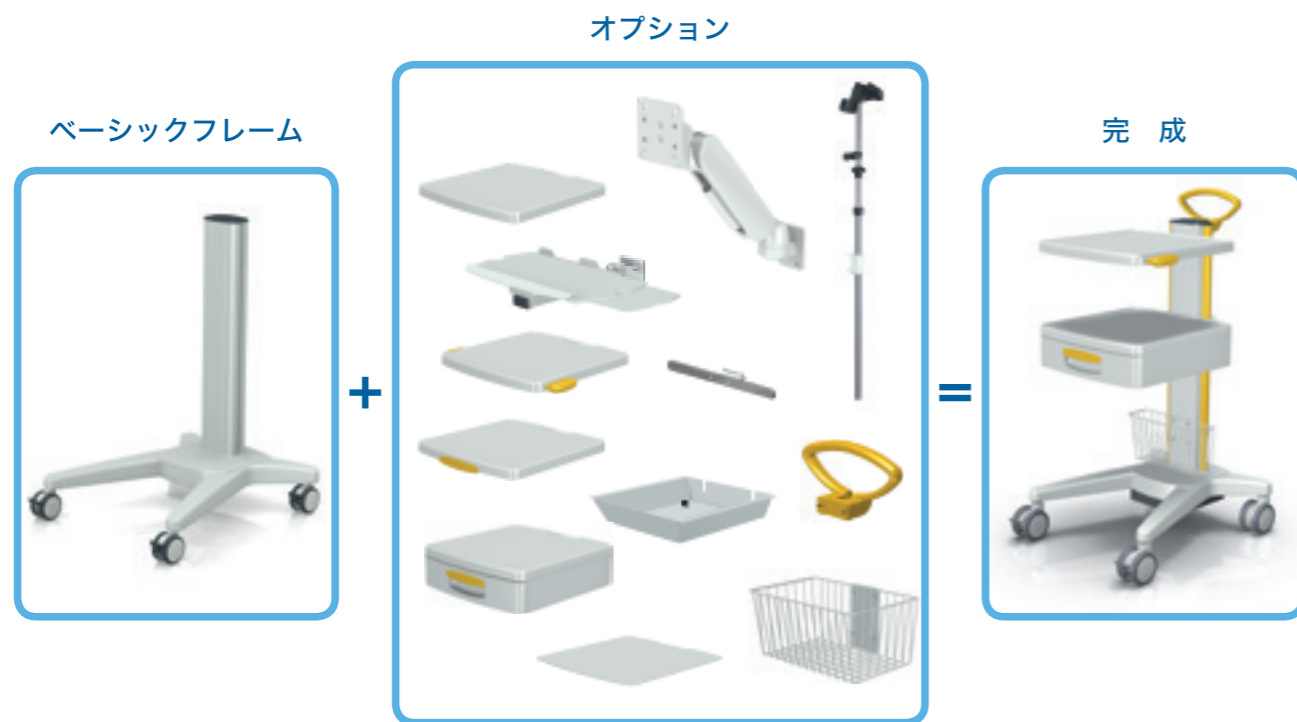 オプション
ベーシックフレーム
完 成
+
=